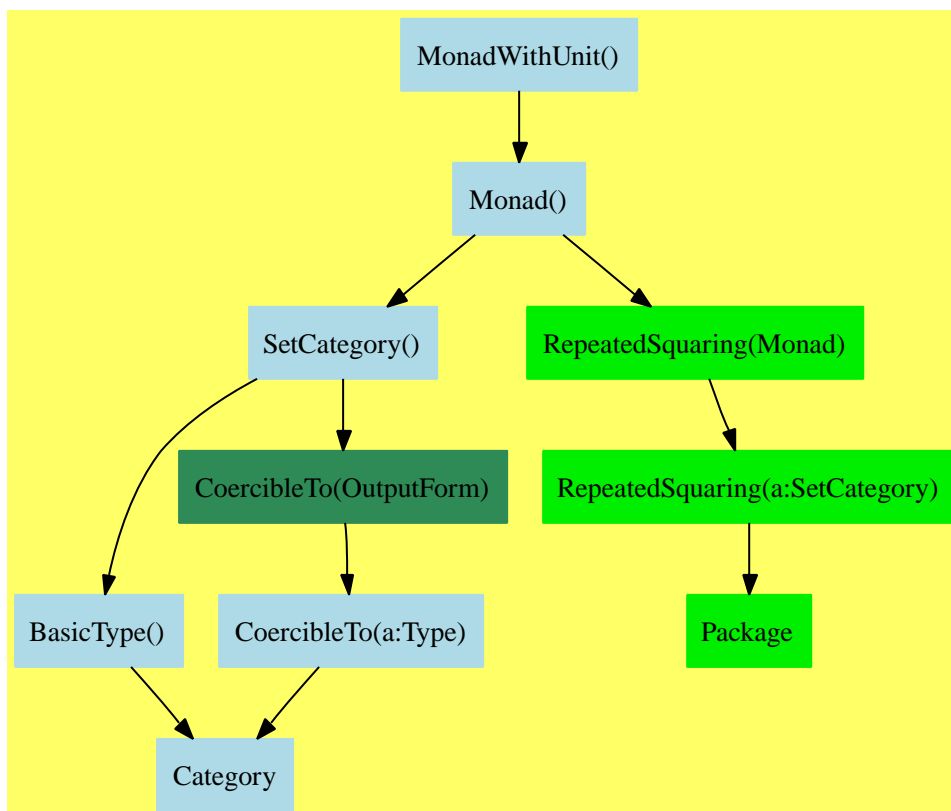 MonadWithUnit()
Monad()
SetCategory()
RepeatedSquaring(Monad)
CoercibleTo(OutputForm)
RepeatedSquaring(a:SetCategory)
BasicType()
CoercibleTo(a:Type)
Package
Category